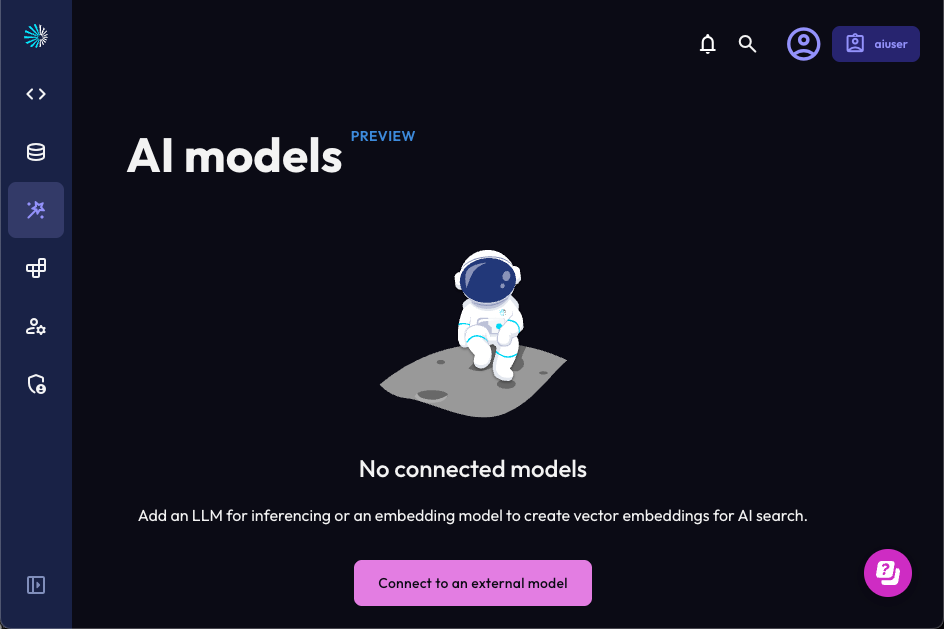 aiuser
AI models PREVIEW
No connected models
Add an LLM for inferencing or an embedding model to create vector embeddings for AI search.
Connect to an external model
?